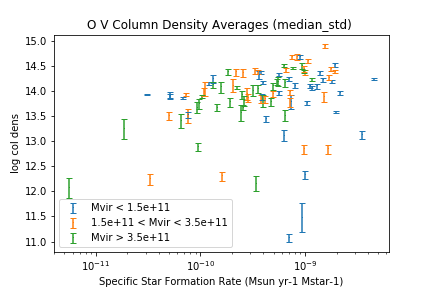 O V Column Density Averages (median_std)
15.0
14.5
14.0
13.5
13.0
12.5
12.0
11.5
11.0
log col dens
Mvir < 1.5e+11
1.5e+11 < Mvir < 3.5e+11
Mvir > 3.5e+11
10⁻¹¹ 10⁻¹⁰ 10⁻⁹
Specific Star Formation Rate (Msun yr-1 Mstar-1)